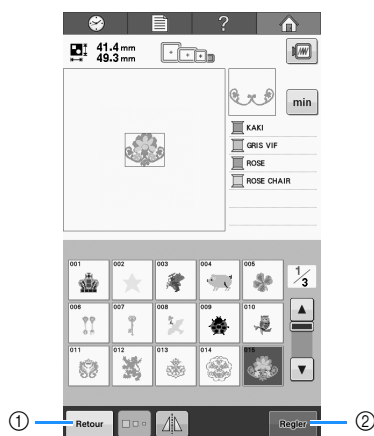 ?
41.4 mm
49.3 mm
min
KAKI
GRIS VIF
ROSE
ROSE CHAIR
001 002 003 004 005
1/3
006 007 008 009 010
011 012 013 014 015
① Retour Regler ②